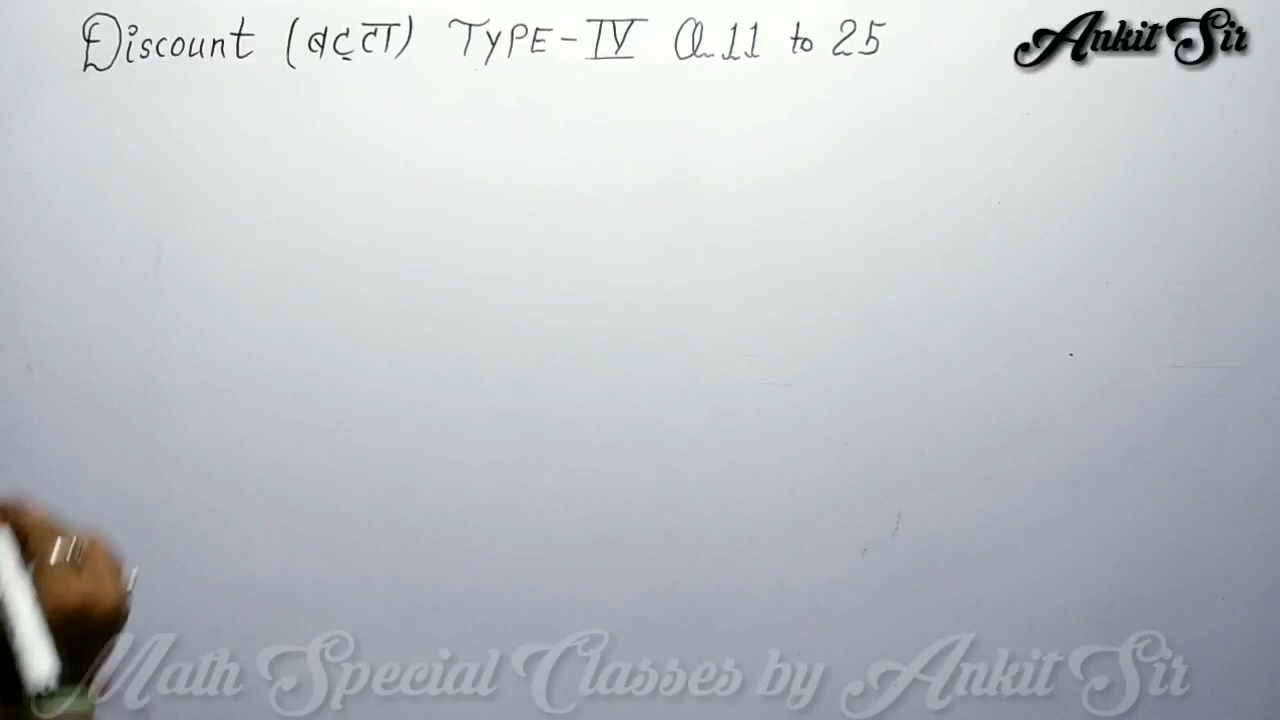 Discount (बट्टा) TYPE-IV Q.11 to 25
Ankit Sir
Math Special Classes by Ankit Sir